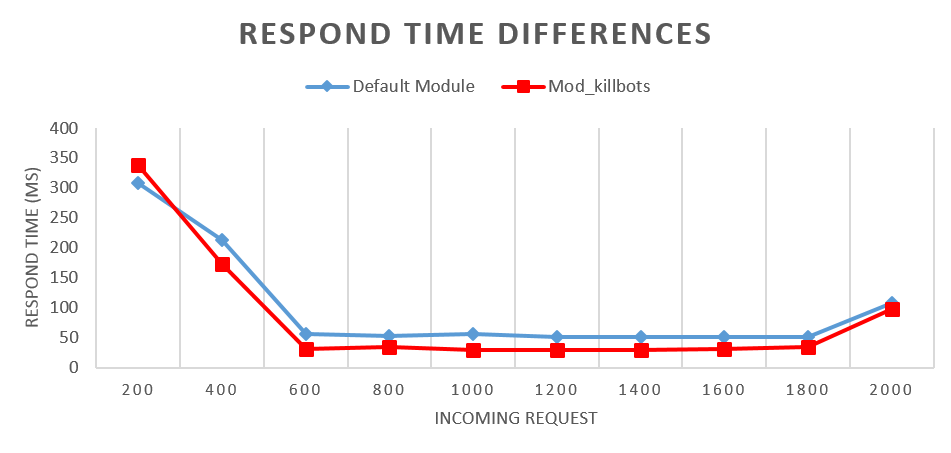 RESPOND TIME DIFFERENCES
Default Module Mod_killbots
400
350
300
250
200
150
100
50
0
RESPOND TIME (MS)
200 400 600 800 1000 1200 1400 1600 1800 2000
INCOMING REQUEST